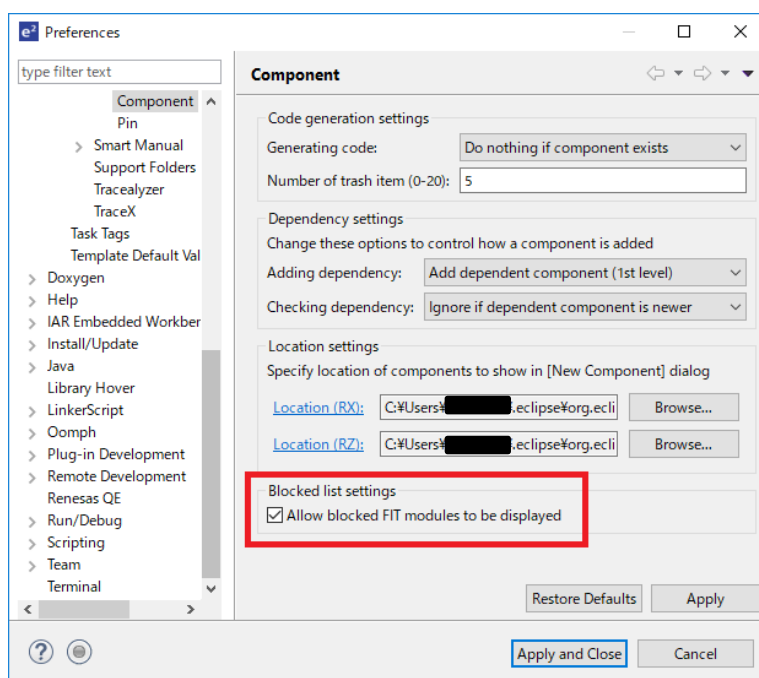 e² Preferences
type filter text
Component
Pin
Smart Manual
Support Folders
Tracealyzer
TraceX
Task Tags
Template Default Val
Doxygen
Help
IAR Embedded Workber
Install/Update
Java
Library Hover
LinkerScript
Oomph
Plug-in Development
Remote Development
Renesas QE
Run/Debug
Scripting
Team
Terminal
Component
Code generation settings
Generating code: Do nothing if component exists
Number of trash item (0-20): 5
Dependency settings
Change these options to control how a component is added
Adding dependency: Add dependent component (1st level)
Checking dependency: Ignore if dependent component is newer
Location settings
Specify location of components to show in [New Component] dialog
Location (RX): C:¥Users¥ .eclipse¥org.ecli Browse...
Location (RZ): C:¥Users¥ .eclipse¥org.ecli Browse...
Blocked list settings
Allow blocked FIT modules to be displayed
Restore Defaults Apply
? Apply and Close Cancel